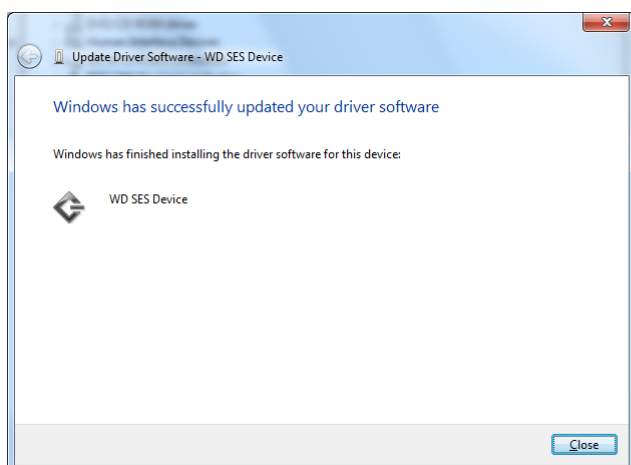 Update Driver Software - WD SES Device
Windows has successfully updated your driver software
Windows has finished installing the driver software for this device:
WD SES Device
Close